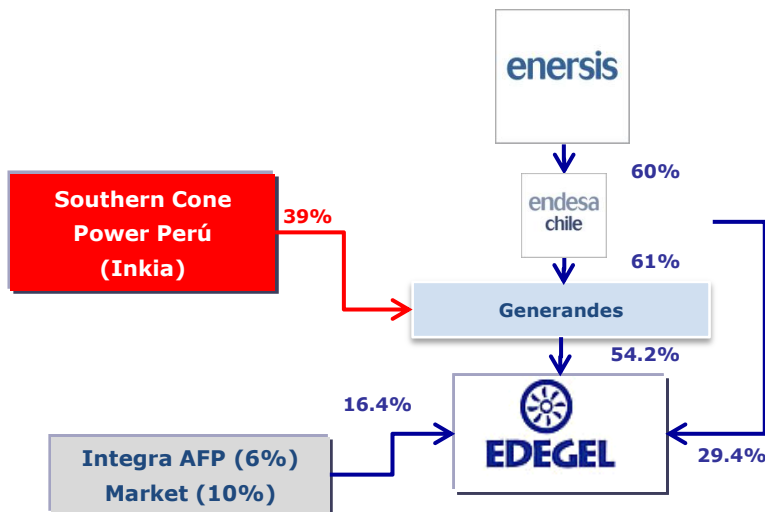 enersis
60%
Southern Cone
Power Perú
(Inkia)
39%
endesa
chile
61%
Generandes
54.2%
16.4%
EDEGEL
29.4%
Integra AFP (6%)
Market (10%)